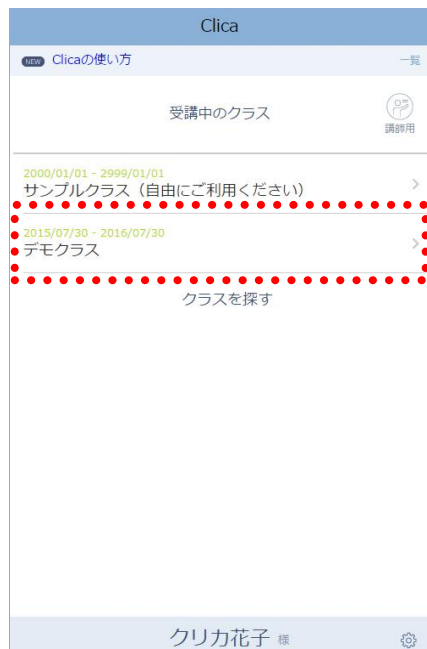 Clica
NEW Clicaの使い方 一覧
受講中のクラス
講師用
2000/01/01 - 2999/01/01
サンプルクラス（自由にご利用ください）
2015/07/30 - 2016/07/30
デモクラス
クラスを探す
クリカ花子 様